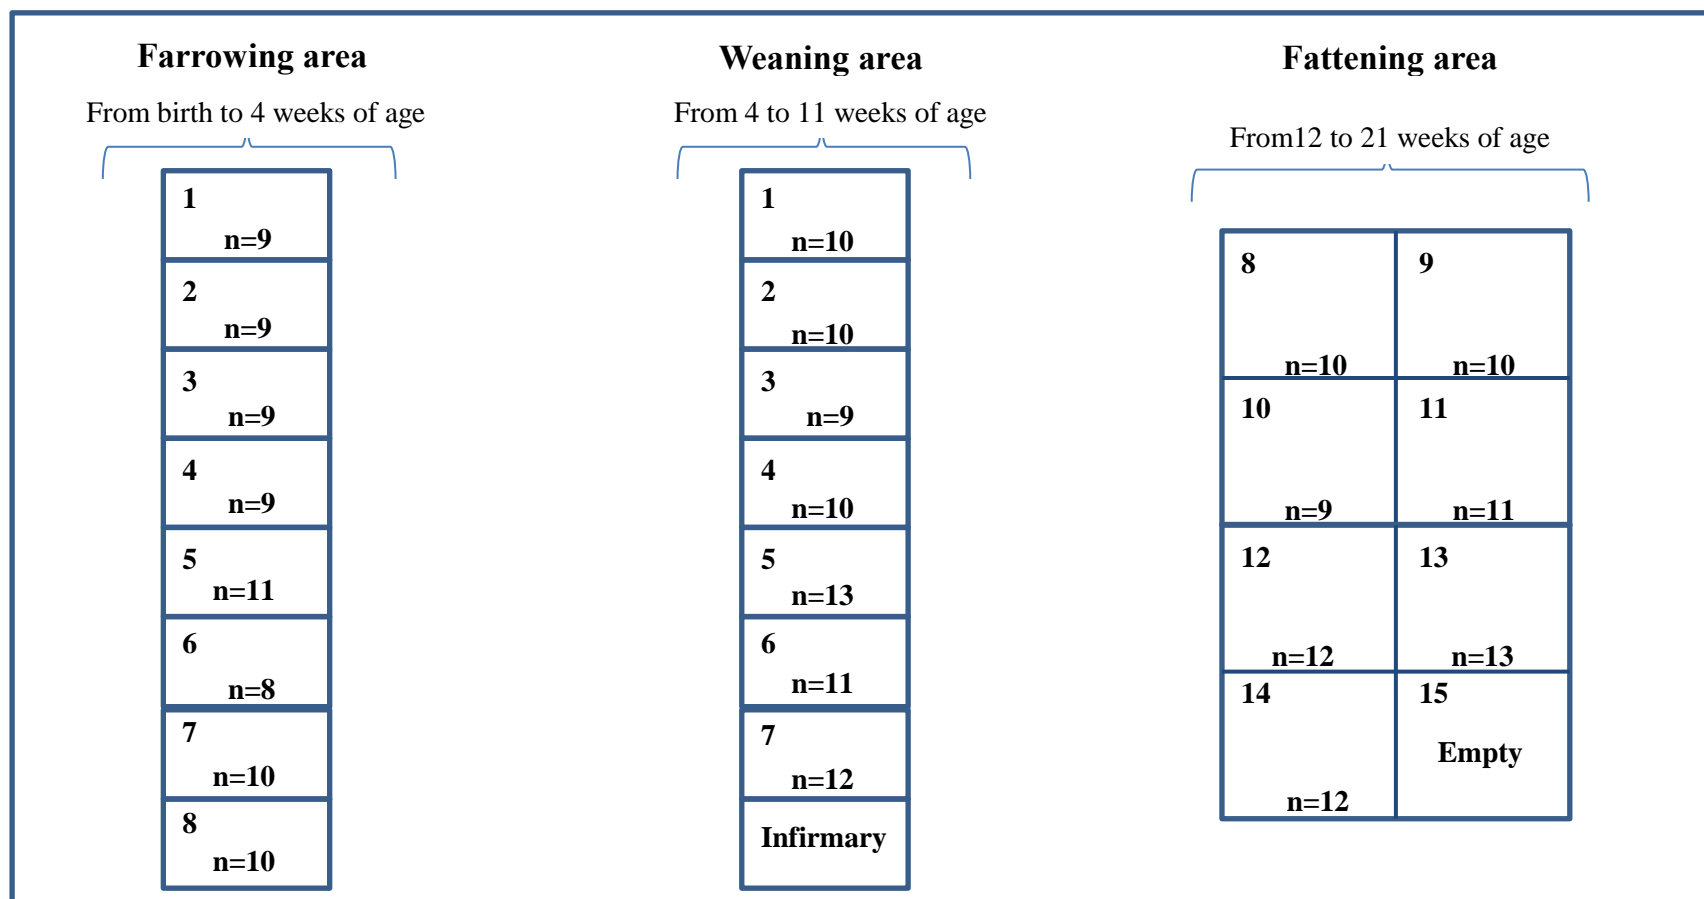 Farrowing area
From birth to 4 weeks of age
1
n=9
2
n=9
3
n=9
4
n=9
5
n=11
6
n=8
7
n=10
8
n=10
Weaning area
From 4 to 11 weeks of age
1
n=10
2
n=10
3
n=9
4
n=10
5
n=13
6
n=11
7
n=12
Infirmary
Fattening area
From12 to 21 weeks of age
8
n=10
9
n=10
10
n=9
11
n=11
12
n=12
13
n=13
14
n=12
15
Empty